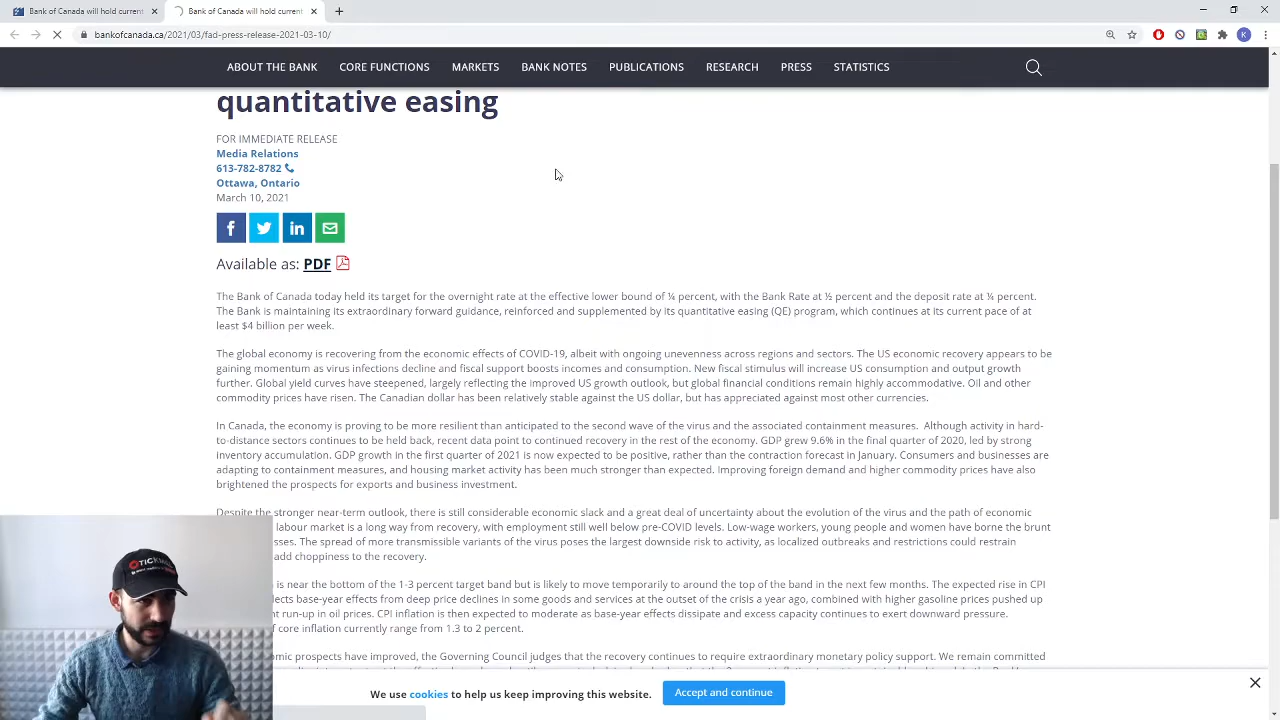 Bank of Canada will hold current
Bank of Canada will hold current
bankofcanada.ca/2021/03/fad-press-release-2021-03-10/
K
ABOUT THE BANK CORE FUNCTIONS MARKETS BANK NOTES PUBLICATIONS RESEARCH PRESS STATISTICS
quantitative easing
FOR IMMEDIATE RELEASE
Media Relations
613-782-8782
Ottawa, Ontario
March 10, 2021
Available as: PDF
The Bank of Canada today held its target for the overnight rate at the effective lower bound of ¼ percent, with the Bank Rate at ½ percent and the deposit rate at ¼ percent.
The Bank is maintaining its extraordinary forward guidance, reinforced and supplemented by its quantitative easing (QE) program, which continues at its current pace of at
least $4 billion per week.
The global economy is recovering from the economic effects of COVID-19, albeit with ongoing unevenness across regions and sectors. The US economic recovery appears to be
gaining momentum as virus infections decline and fiscal support boosts incomes and consumption. New fiscal stimulus will increase US consumption and output growth
further. Global yield curves have steepened, largely reflecting the improved US growth outlook, but global financial conditions remain highly accommodative. Oil and other
commodity prices have risen. The Canadian dollar has been relatively stable against the US dollar, but has appreciated against most other currencies.
In Canada, the economy is proving to be more resilient than anticipated to the second wave of the virus and the associated containment measures. Although activity in hard-
to-distance sectors continues to be held back, recent data point to continued recovery in the rest of the economy. GDP grew 9.6% in the final quarter of 2020, led by strong
inventory accumulation. GDP growth in the first quarter of 2021 is now expected to be positive, rather than the contraction forecast in January. Consumers and businesses are
adapting to containment measures, and housing market activity has been much stronger than expected. Improving foreign demand and higher commodity prices have also
brightened the prospects for exports and business investment.
Despite the stronger near-term outlook, there is still considerable economic slack and a great deal of uncertainty about the evolution of the virus and the path of economic
labour market is a long way from recovery, with employment still well below pre-COVID levels. Low-wage workers, young people and women have borne the brunt
The spread of more transmissible variants of the virus poses the largest downside risk to activity, as localized outbreaks and restrictions could restrain
add choppiness to the recovery.
is near the bottom of the 1-3 percent target band but is likely to move temporarily to around the top of the band in the next few months. The expected rise in CPI
base-year effects from deep price declines in some goods and services at the outset of the crisis a year ago, combined with higher gasoline prices pushed up
run-up in oil prices. CPI inflation is then expected to moderate as base-year effects dissipate and excess capacity continues to exert downward pressure.
of core inflation currently range from 1.3 to 2 percent.
prospects have improved, the Governing Council judges that the recovery continues to require extraordinary monetary policy support. We remain committed
We use cookies to help us keep improving this website.
Accept and continue